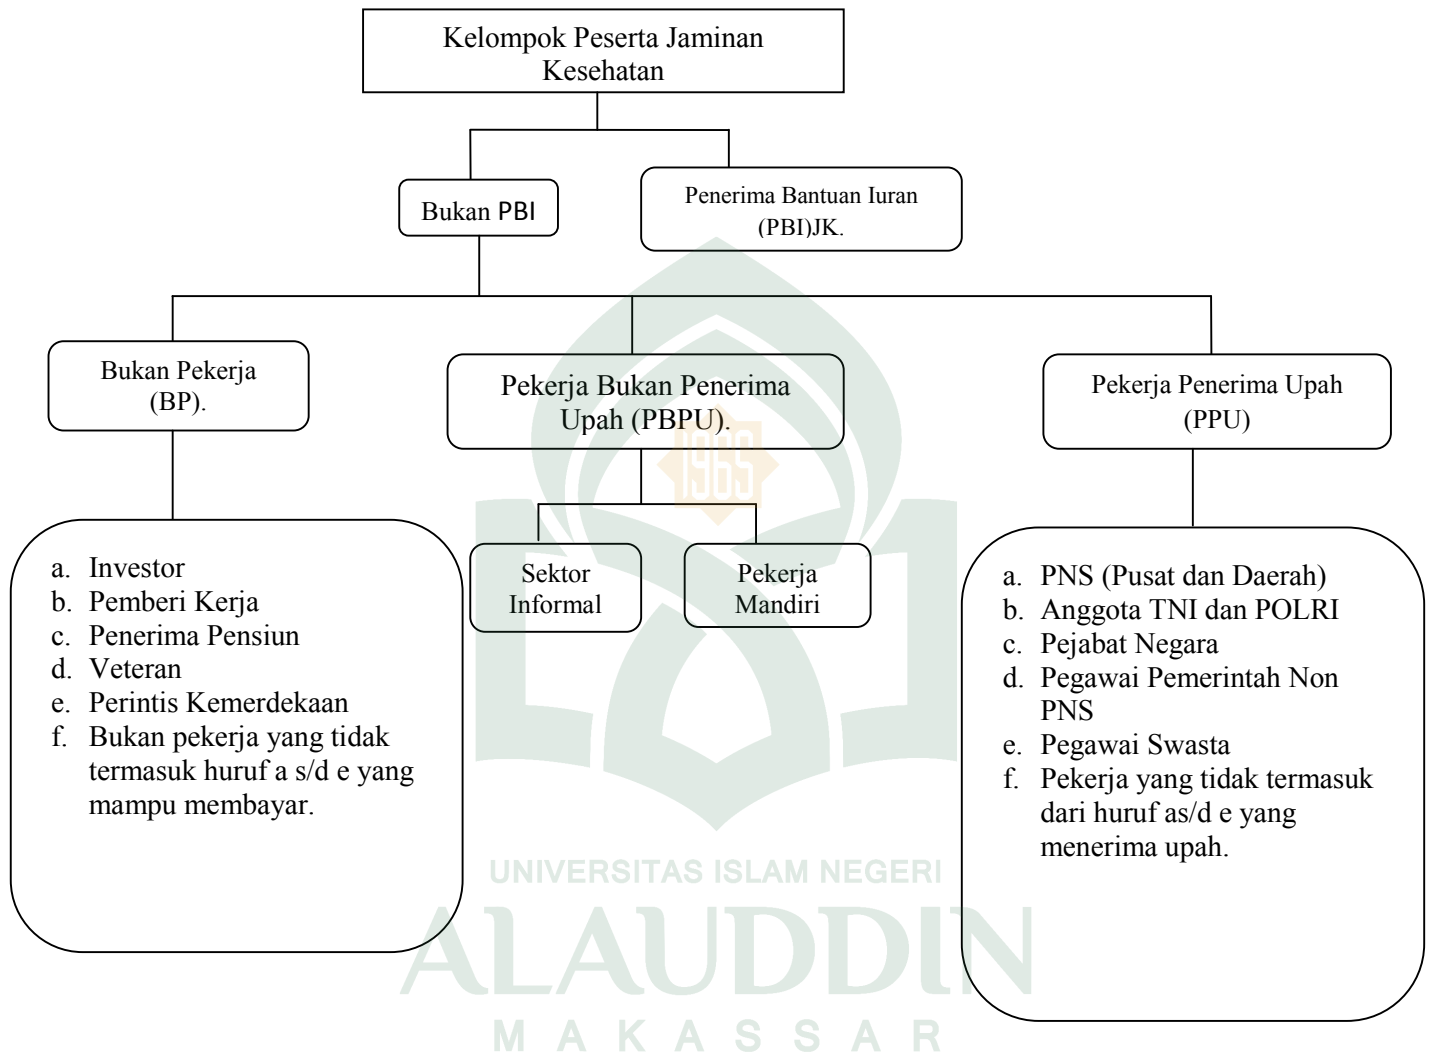 Kelompok Peserta Jaminan
Kesehatan
Bukan PBI
Penerima Bantuan Iuran
(PBI)JK.
Bukan Pekerja
(BP).
Pekerja Bukan Penerima
Upah (PBPU).
Pekerja Penerima Upah
(PPU)
a. Investor
b. Pemberi Kerja
c. Penerima Pensiun
d. Veteran
e. Perintis Kemerdekaan
f. Bukan pekerja yang tidak
termasuk huruf a s/d e yang
mampu membayar.
Sektor
Informal
Pekerja
Mandiri
a. PNS (Pusat dan Daerah)
b. Anggota TNI dan POLRI
c. Pejabat Negara
d. Pegawai Pemerintah Non
PNS
e. Pegawai Swasta
f. Pekerja yang tidak termasuk
dari huruf as/d e yang
menerima upah.
1965
UNIVERSITAS ISLAM NEGERI
ALAUDDIN
MAKASSAR